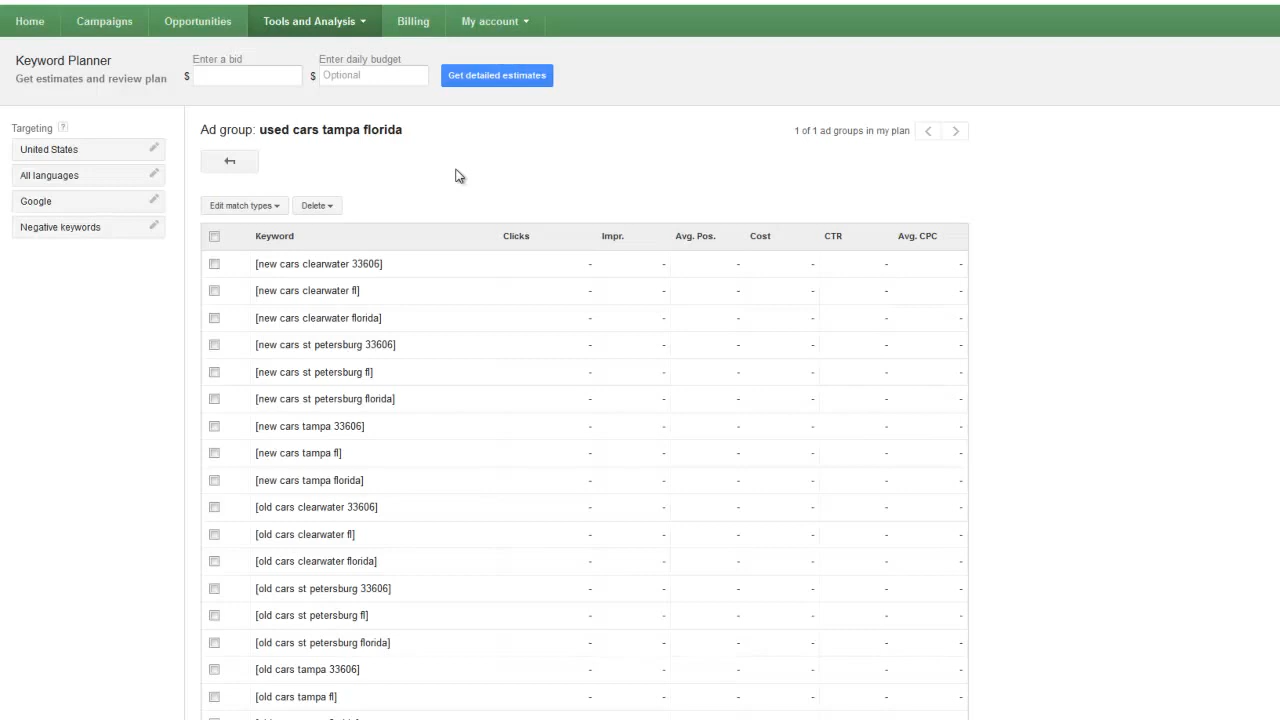 Home Campaigns Opportunities Tools and Analysis Billing My account
Keyword Planner
Get estimates and review plan
Enter a bid Enter daily budget
$ $ Optional Get detailed estimates
Targeting ?
United States
All languages
Google
Negative keywords
Ad group: used cars tampa florida
1 of 1 ad groups in my plan
Edit match types Delete
Keyword Clicks Impr. Avg. Pos. Cost CTR Avg. CPC
[new cars clearwater 33606] - - - - - -
[new cars clearwater fl] - - - - - -
[new cars clearwater florida] - - - - - -
[new cars st petersburg 33606] - - - - - -
[new cars st petersburg fl] - - - - - -
[new cars st petersburg florida] - - - - - -
[new cars tampa 33606] - - - - - -
[new cars tampa fl] - - - - - -
[new cars tampa florida] - - - - - -
[old cars clearwater 33606] - - - - - -
[old cars clearwater fl] - - - - - -
[old cars clearwater florida] - - - - - -
[old cars st petersburg 33606] - - - - - -
[old cars st petersburg fl] - - - - - -
[old cars st petersburg florida] - - - - - -
[old cars tampa 33606] - - - - - -
[old cars tampa fl] - - - - - -